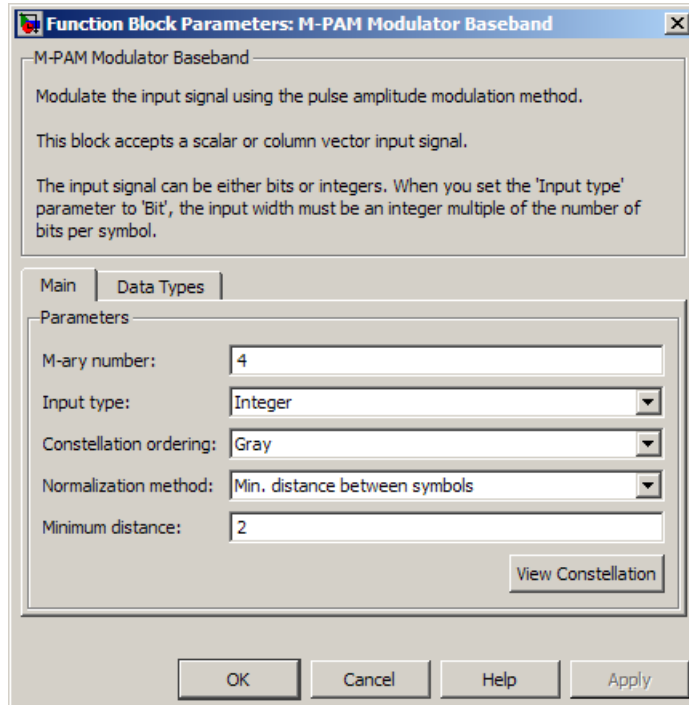 Function Block Parameters: M-PAM Modulator Baseband
M-PAM Modulator Baseband
Modulate the input signal using the pulse amplitude modulation method.
This block accepts a scalar or column vector input signal.
The input signal can be either bits or integers. When you set the 'Input type'
parameter to 'Bit', the input width must be an integer multiple of the number of
bits per symbol.
Main Data Types
Parameters
M-ary number: 4
Input type: Integer
Constellation ordering: Gray
Normalization method: Min. distance between symbols
Minimum distance: 2
View Constellation
OK Cancel Help Apply